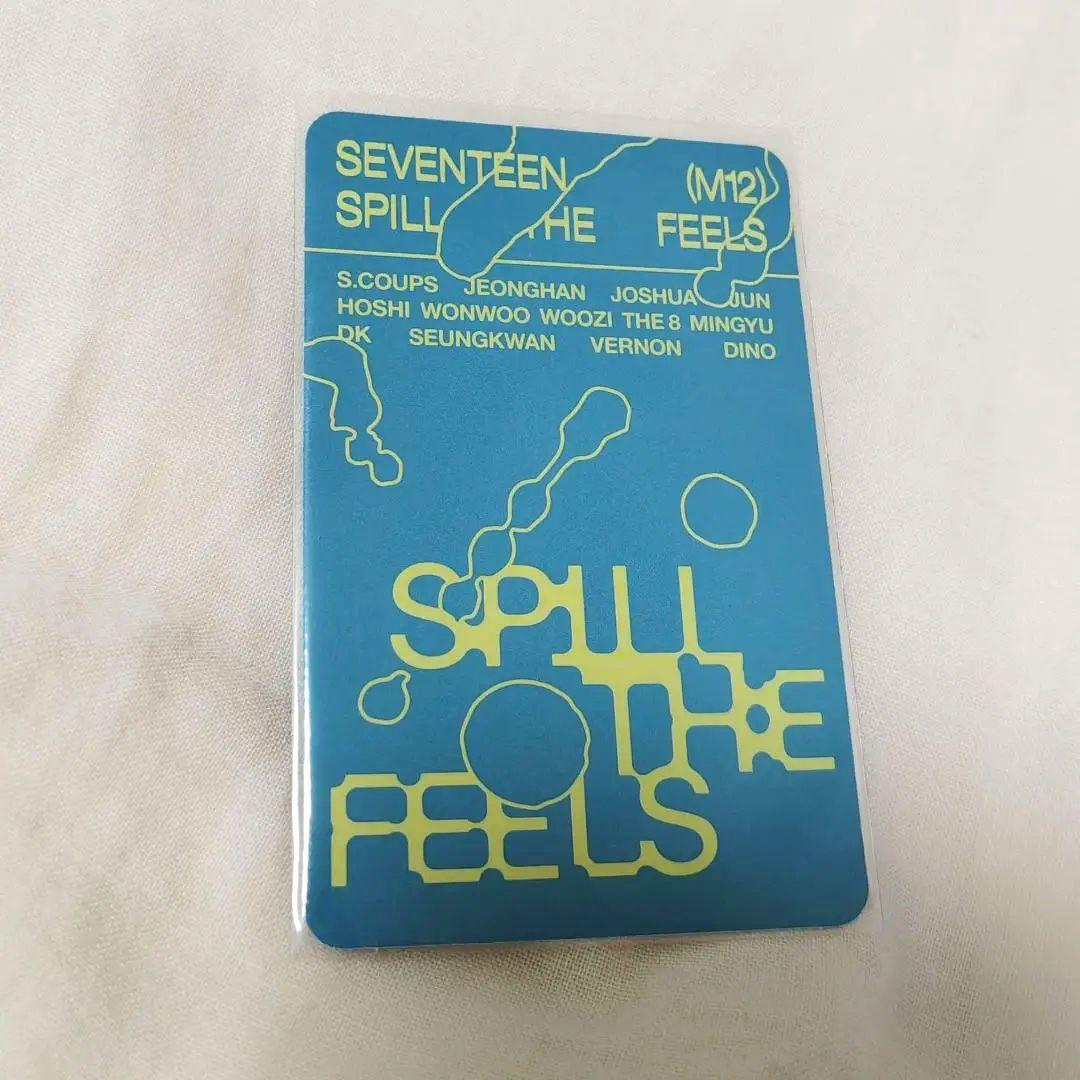 SEVENTEEN (M12)
SPILL THE FEELS
S.COUPS JEONGHAN JOSHUA JUN
HOSHI WONWOO WOOZI THE 8 MINGYU
DK SEUNGKWAN VERNON DINO
SPILL
THE
FEELS